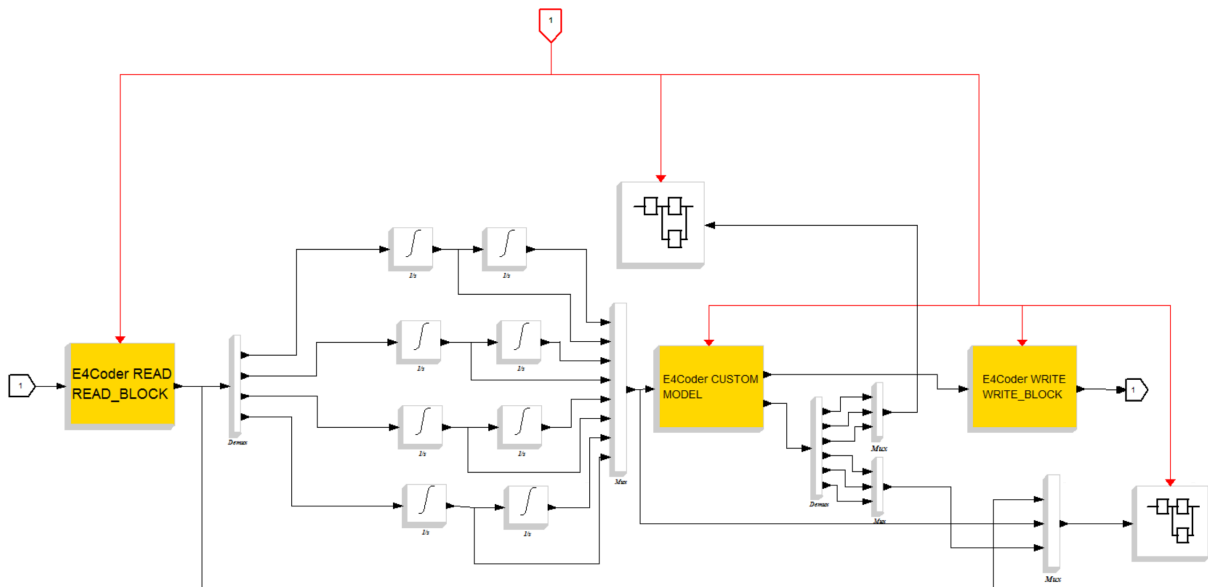 1
E4Coder READ
READ_BLOCK
1
Demux
1/s
1/s
1/s
1/s
1/s
1/s
1/s
1/s
Mux
E4Coder CUSTOM
MODEL
Demux
Mux
Mux
E4Coder WRITE
WRITE_BLOCK
1
Mux